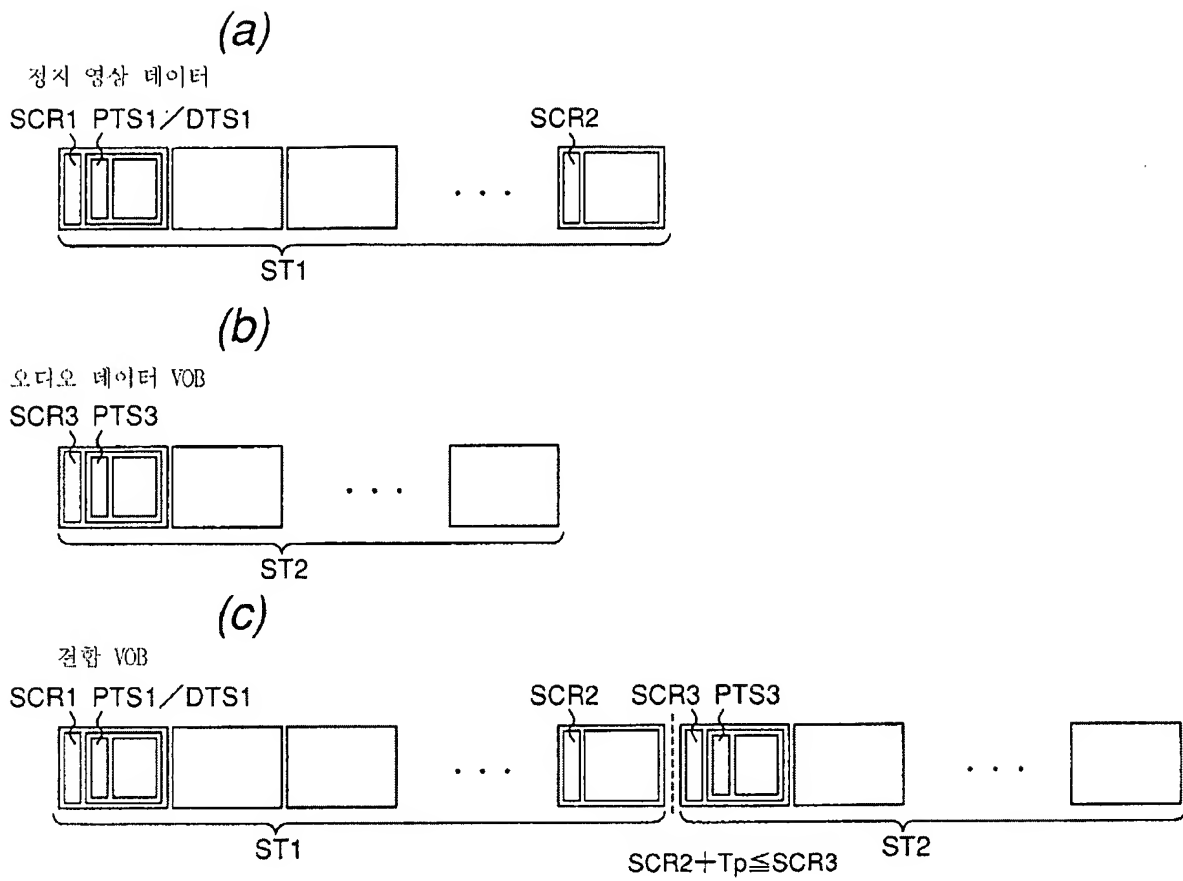 (a)
정지 영상 데이터
SCR1 PTS1/DTS1 SCR2
. . .
ST1
(b)
오디오 데이터 VOB
SCR3 PTS3
. . .
ST2
(c)
결합 VOB
SCR1 PTS1/DTS1 SCR2 SCR3 PTS3
. . . . . .
ST1 ST2
SCR2+Tp≦SCR3